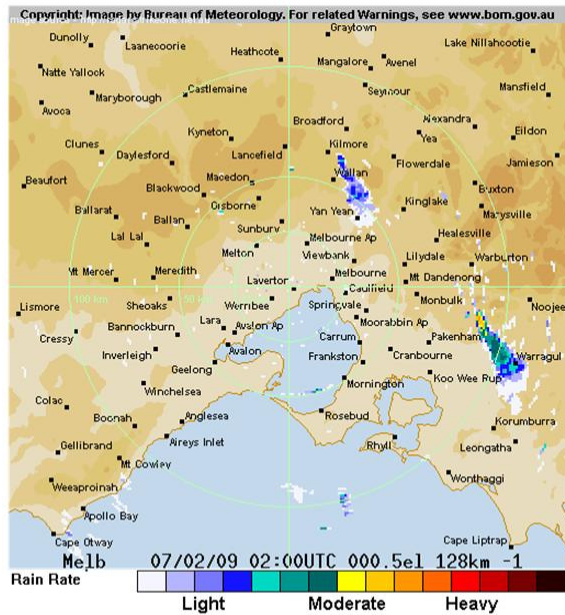 Copyright: Image by Bureau of Meteorology. For related Warnings, see www.bom.gov.au
Graytown
Dunolly
Laanecoorie
Lake Nillahcootie
Heathcote
Mangalore
Avenel
Natte Yallock
Castlemaine
Seymour
Mansfield
Maryborough
Avoca
Broadford
Alexandra
Kyneton
Yea
Eildon
Clunes
Kilmore
Daylesford
Lancefield
Flowerdale
Jamieson
Beaufort
Macedon
Wallan
Blackwood
Buxton
Gisborne
Kinglake
Ballarat
Yan Yean
Marysville
Ballan
Sunbury
Healesville
Lal Lal
Melbourne Ap
Melton
Viewbank
Lilydale
Warburton
Mt Mercer
Meredith
Melbourne
Mt Dandenong
Laverton
Caulfield
100 km
50 km
Monbulk
Lismore
Sheoaks
Werribee
Springvale
Noojee
Lara
Moorabbin Ap
Bannockburn
Avalon Ap
Cressy
Carrum
Pakenham
Inverleigh
Avalon
Frankston
Cranbourne
Warragul
Geelong
Koo Wee Rup
Winchelsea
Mornington
Colac
Anglesea
Rosebud
Boonah
Korumburra
Gellibrand
Aireys Inlet
Rhyll
Leongatha
Mt Cowley
Weeaproinah
Wonthaggi
Apollo Bay
Cape Otway
Cape Liptrap
Melb 07/02/09 02:00UTC 000.5el 128km -1
Rain Rate
Light Moderate Heavy